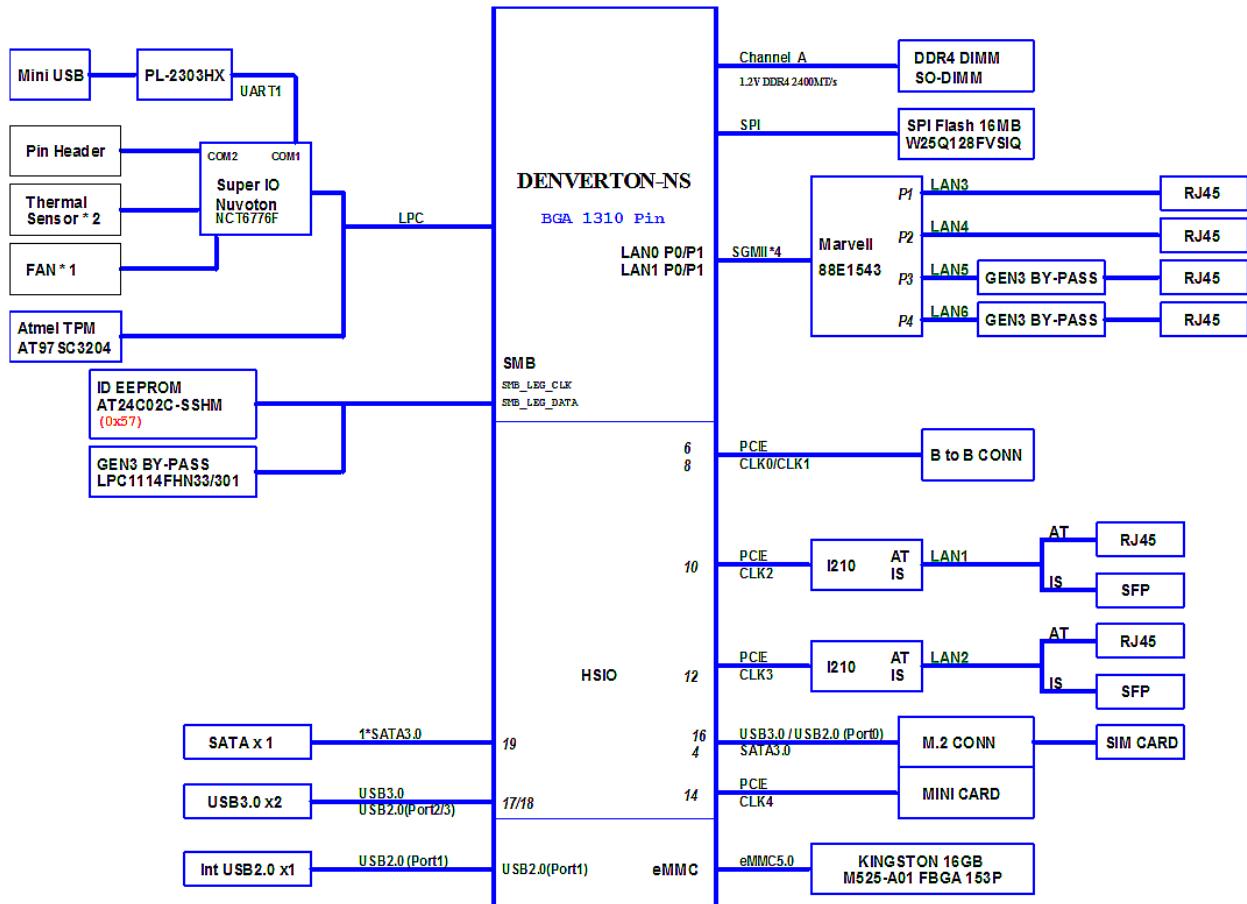 Mini USB
PL-2303HX
UART1
Pin Header
COM2
COM1
Super IO
Nuvoton
NCT6776F
Thermal
Sensor * 2
FAN * 1
Atmel TPM
AT97SC3204
LPC
ID EEPROM
AT24C02C-SSHM
(0x57)
GEN3 BY-PASS
LPC1114FHN33/301
SMB
SMB_LEG_CLK
SMB_LEG_DATA
DENVERTON-NS
BGA 1310 Pin
LAN0 P0/P1
LAN1 P0/P1
Channel A
1.2V DDR4 2400MT/s
DDR4 DIMM
SO-DIMM
SPI
SPI Flash 16MB
W25Q128FVSIQ
SGMII*4
Marvell
88E1543
P1
LAN3
RJ45
P2
LAN4
RJ45
P3
LAN5
GEN3 BY-PASS
RJ45
P4
LAN6
GEN3 BY-PASS
RJ45
6
8
PCIE
CLK0/CLK1
B to B CONN
10
PCIE
CLK2
I210
AT
IS
LAN1
AT
RJ45
IS
SFP
HSIO
12
PCIE
CLK3
I210
AT
IS
LAN2
AT
RJ45
IS
SFP
SATA x 1
1*SATA3.0
19
16
4
USB3.0 / USB2.0 (Port0)
SATA3.0
M.2 CONN
SIM CARD
USB3.0 x2
USB3.0
USB2.0(Port2/3)
17/18
14
PCIE
CLK4
MINI CARD
Int USB2.0 x1
USB2.0 (Port1)
USB2.0(Port1)
eMMC
eMMC5.0
KINGSTON 16GB
M525-A01 FBGA 153P